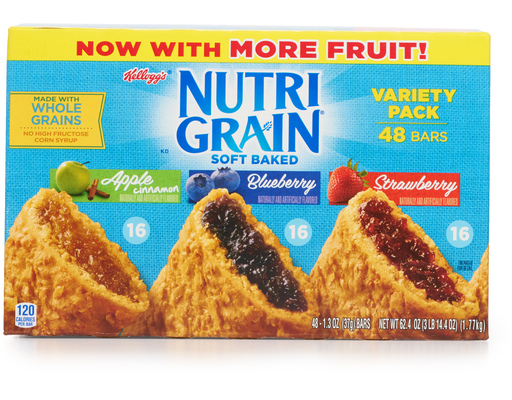 NOW WITH MORE FRUIT!
Kellogg's
NUTRI
GRAIN
SOFT BAKED
MADE WITH
WHOLE
GRAINS
NO HIGH FRUCTOSE
CORN SYRUP
VARIETY
PACK
48 BARS
KD
Apple
cinnamon
NATURALLY AND ARTIFICIALLY FLAVORED
Blueberry
NATURALLY AND ARTIFICIALLY FLAVORED
Strawberry
NATURALLY AND ARTIFICIALLY FLAVORED
16
16
16
120
CALORIES
PER BAR
48 - 1.3 OZ (37g) BARS NET WT 62.4 OZ (3 LB 14.4 OZ) (1.77kg)